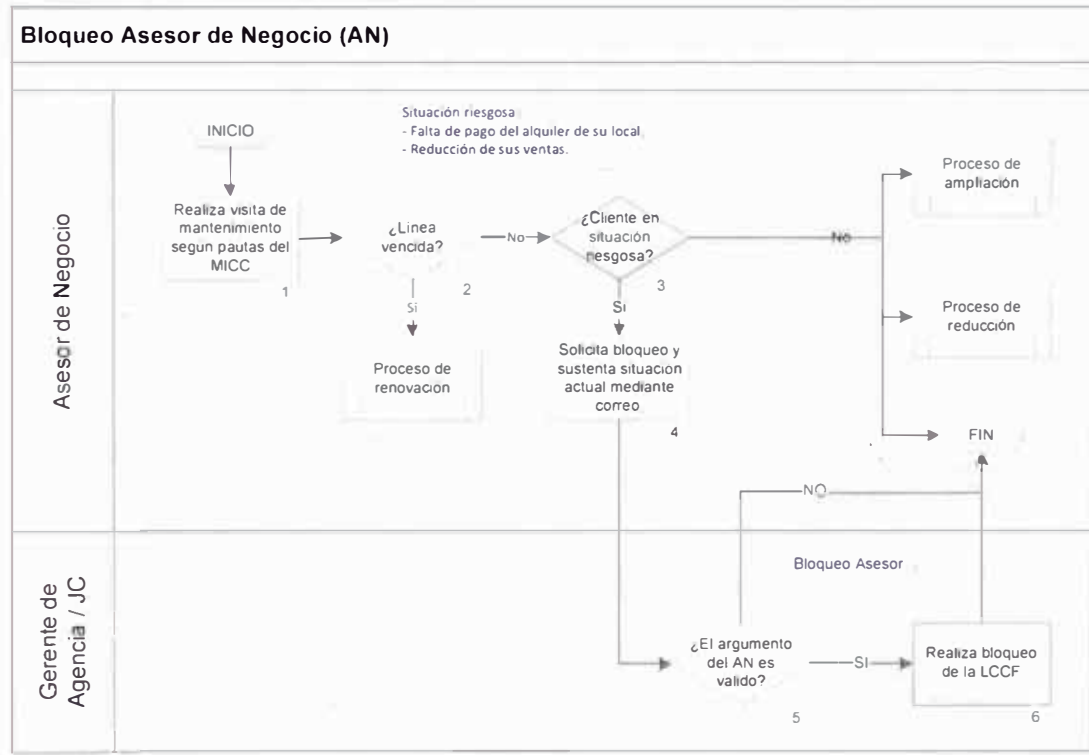 Bloqueo Asesor de Negocio (AN)
Situación riesgosa
- Falta de pago del alquiler de su local
- Reducción de sus ventas.
Asesor de Negocio
INICIO
Realiza visita de
mantenimiento
segun pautas del
MICC
1
¿Linea
vencida?
2
No
Si
Proceso de
renovación
¿Cliente en
situación
riesgosa?
3
No
Si
Solicita bloqueo y
sustenta situación
actual mediante
correo
4
Proceso de
ampliación
Proceso de
reducción
FIN
NO
Gerente de
Agencia / JC
Bloqueo Asesor
¿El argumento
del AN es
valido?
5
SI
Realiza bloqueo
de la LCCF
6